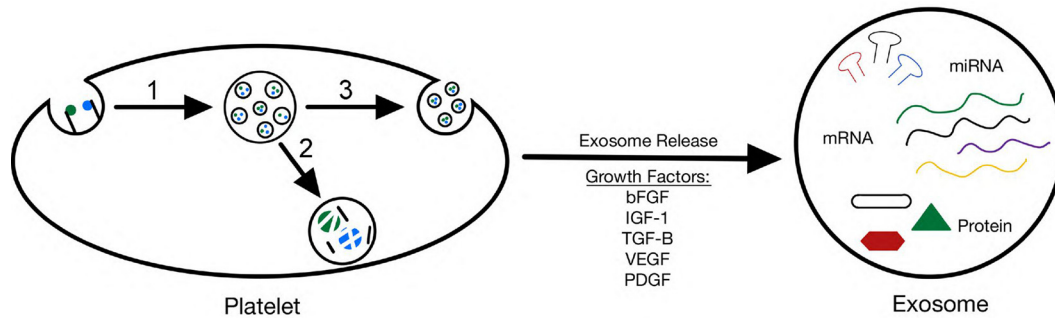 1
3
2
Platelet
Exosome Release
Growth Factors:
bFGF
IGF-1
TGF-B
VEGF
PDGF
miRNA
mRNA
Protein
Exosome